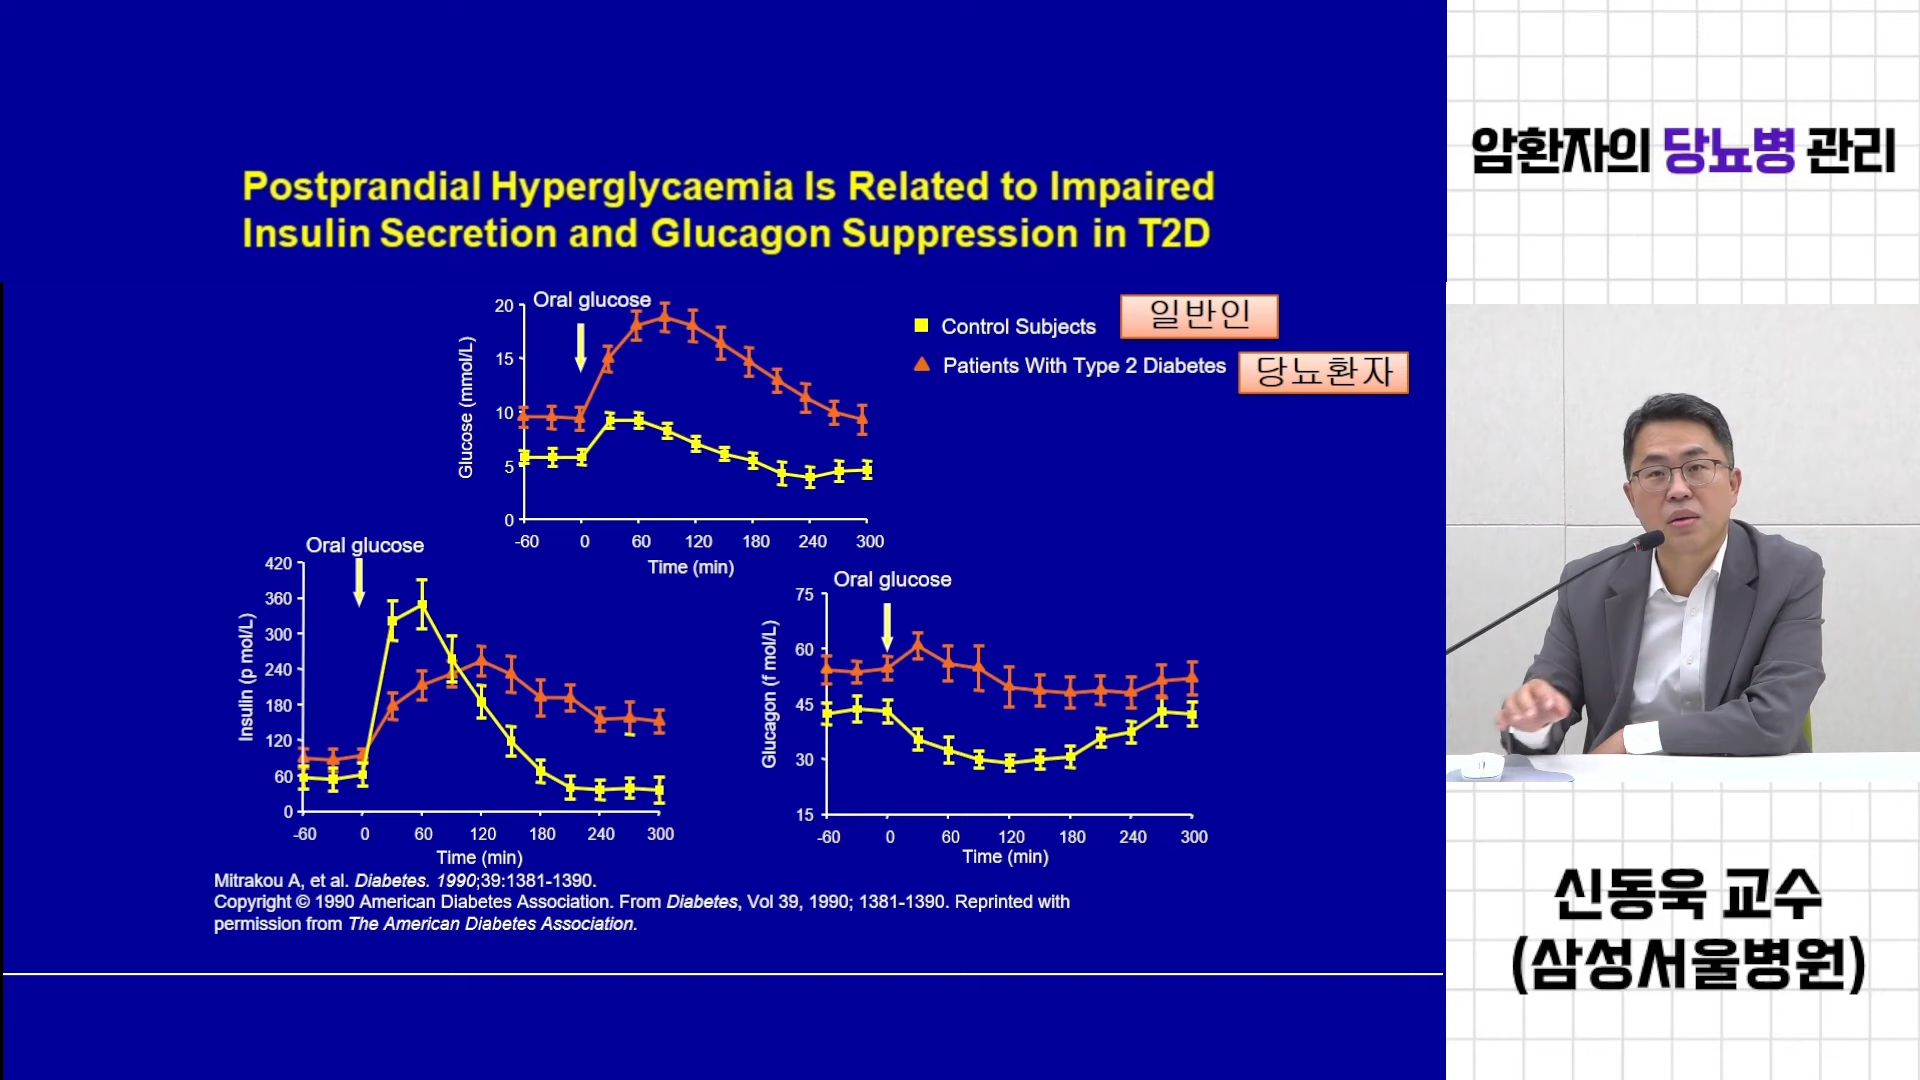 Postprandial Hyperglycaemia Is Related to Impaired
Insulin Secretion and Glucagon Suppression in T2D
Oral glucose
20
15
10
5
0
Glucose (mmol/L)
-60 0 60 120 180 240 300
Time (min)
Control Subjects
일반인
Patients With Type 2 Diabetes
당뇨환자
Oral glucose
420
360
300
240
180
120
60
0
Insulin (p mol/L)
-60 0 60 120 180 240 300
Time (min)
Oral glucose
75
60
45
30
15
Glucagon (f mol/L)
-60 0 60 120 180 240 300
Time (min)
Mitrakou A, et al. Diabetes. 1990;39:1381-1390.
Copyright © 1990 American Diabetes Association. From Diabetes, Vol 39, 1990; 1381-1390. Reprinted with
permission from The American Diabetes Association.
암환자의 당뇨병 관리
신동욱 교수
(삼성서울병원)